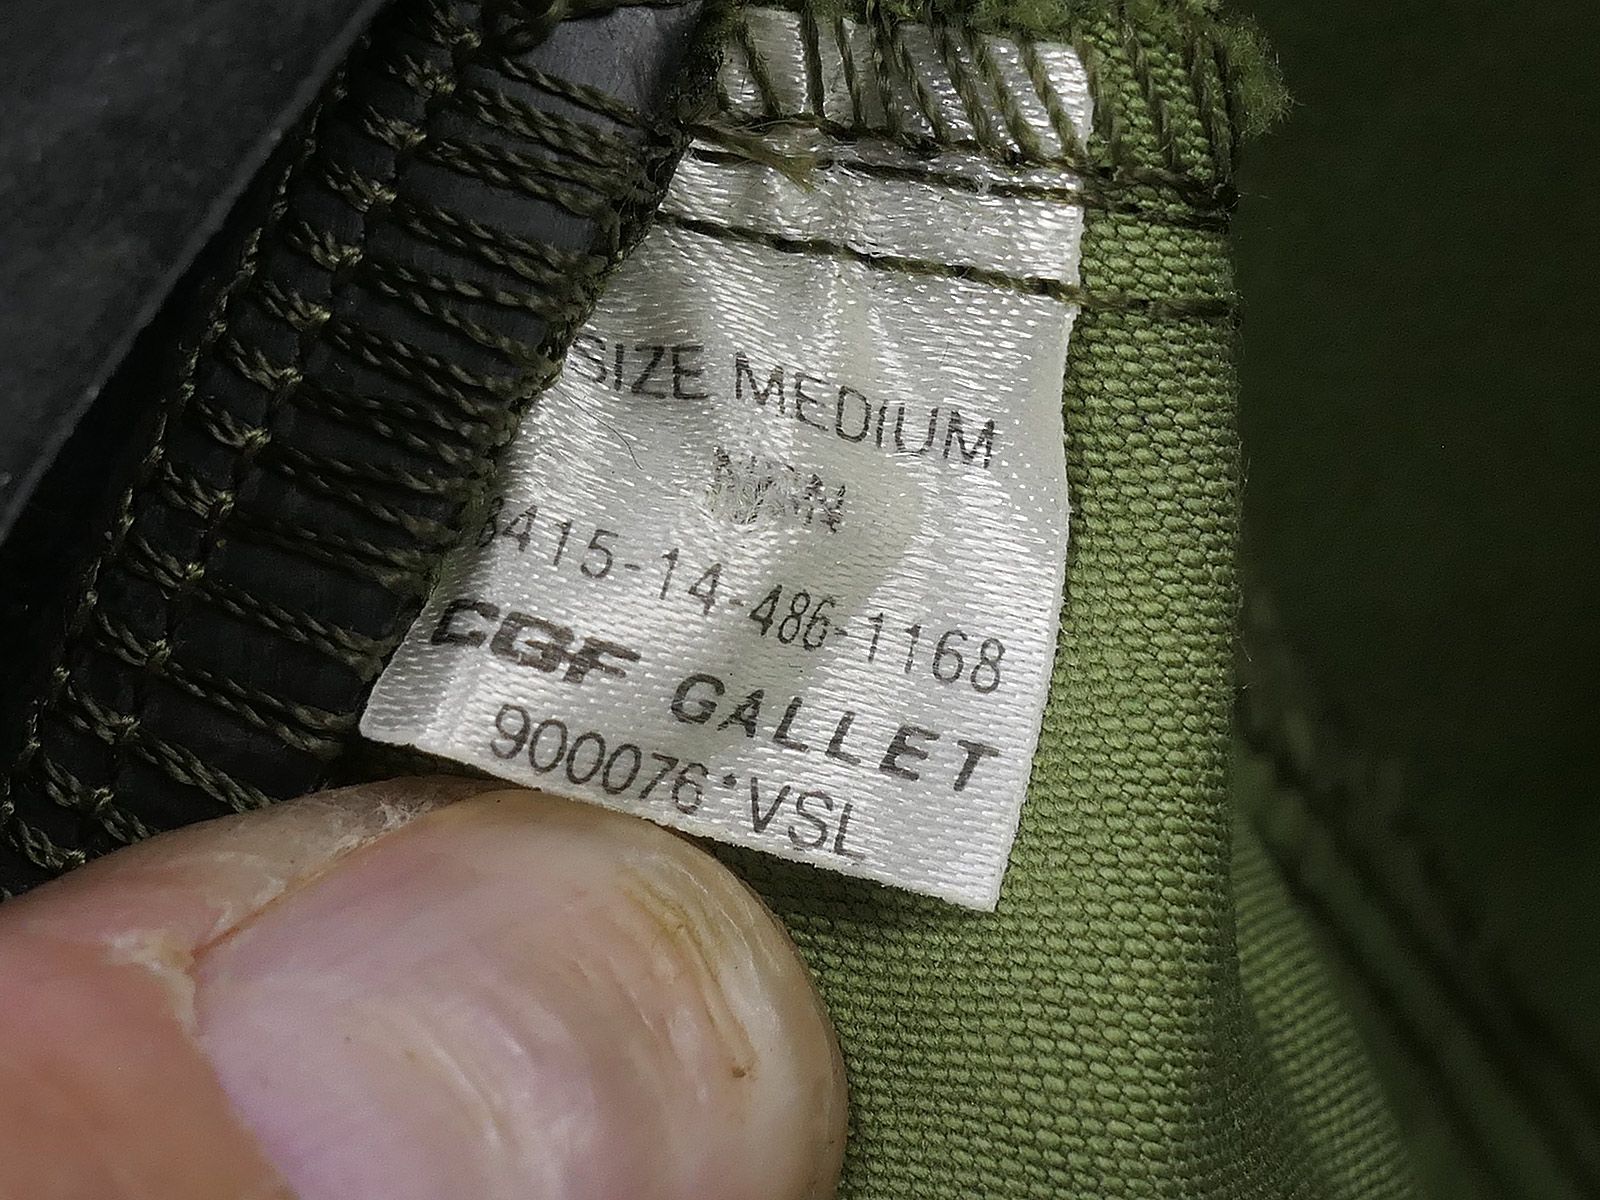 SIZE MEDIUM
8415-14-486-1168
CGF GALLET
900076*VSL